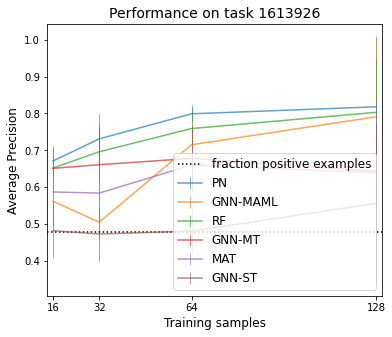 Performance on task 1613926
Average Precision
1.0
0.9
0.8
0.7
0.6
0.5
0.4
fraction positive examples
PN
GNN-MAML
RF
GNN-MT
MAT
GNN-ST
16 32 64 128
Training samples